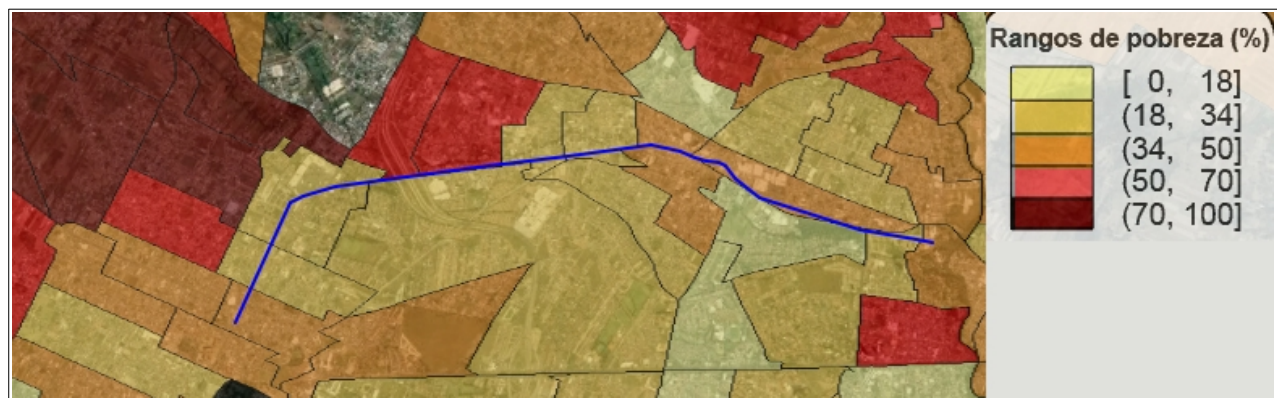 Rangos de pobreza (%)
[ 0, 18]
(18, 34]
(34, 50]
(50, 70]
(70, 100]